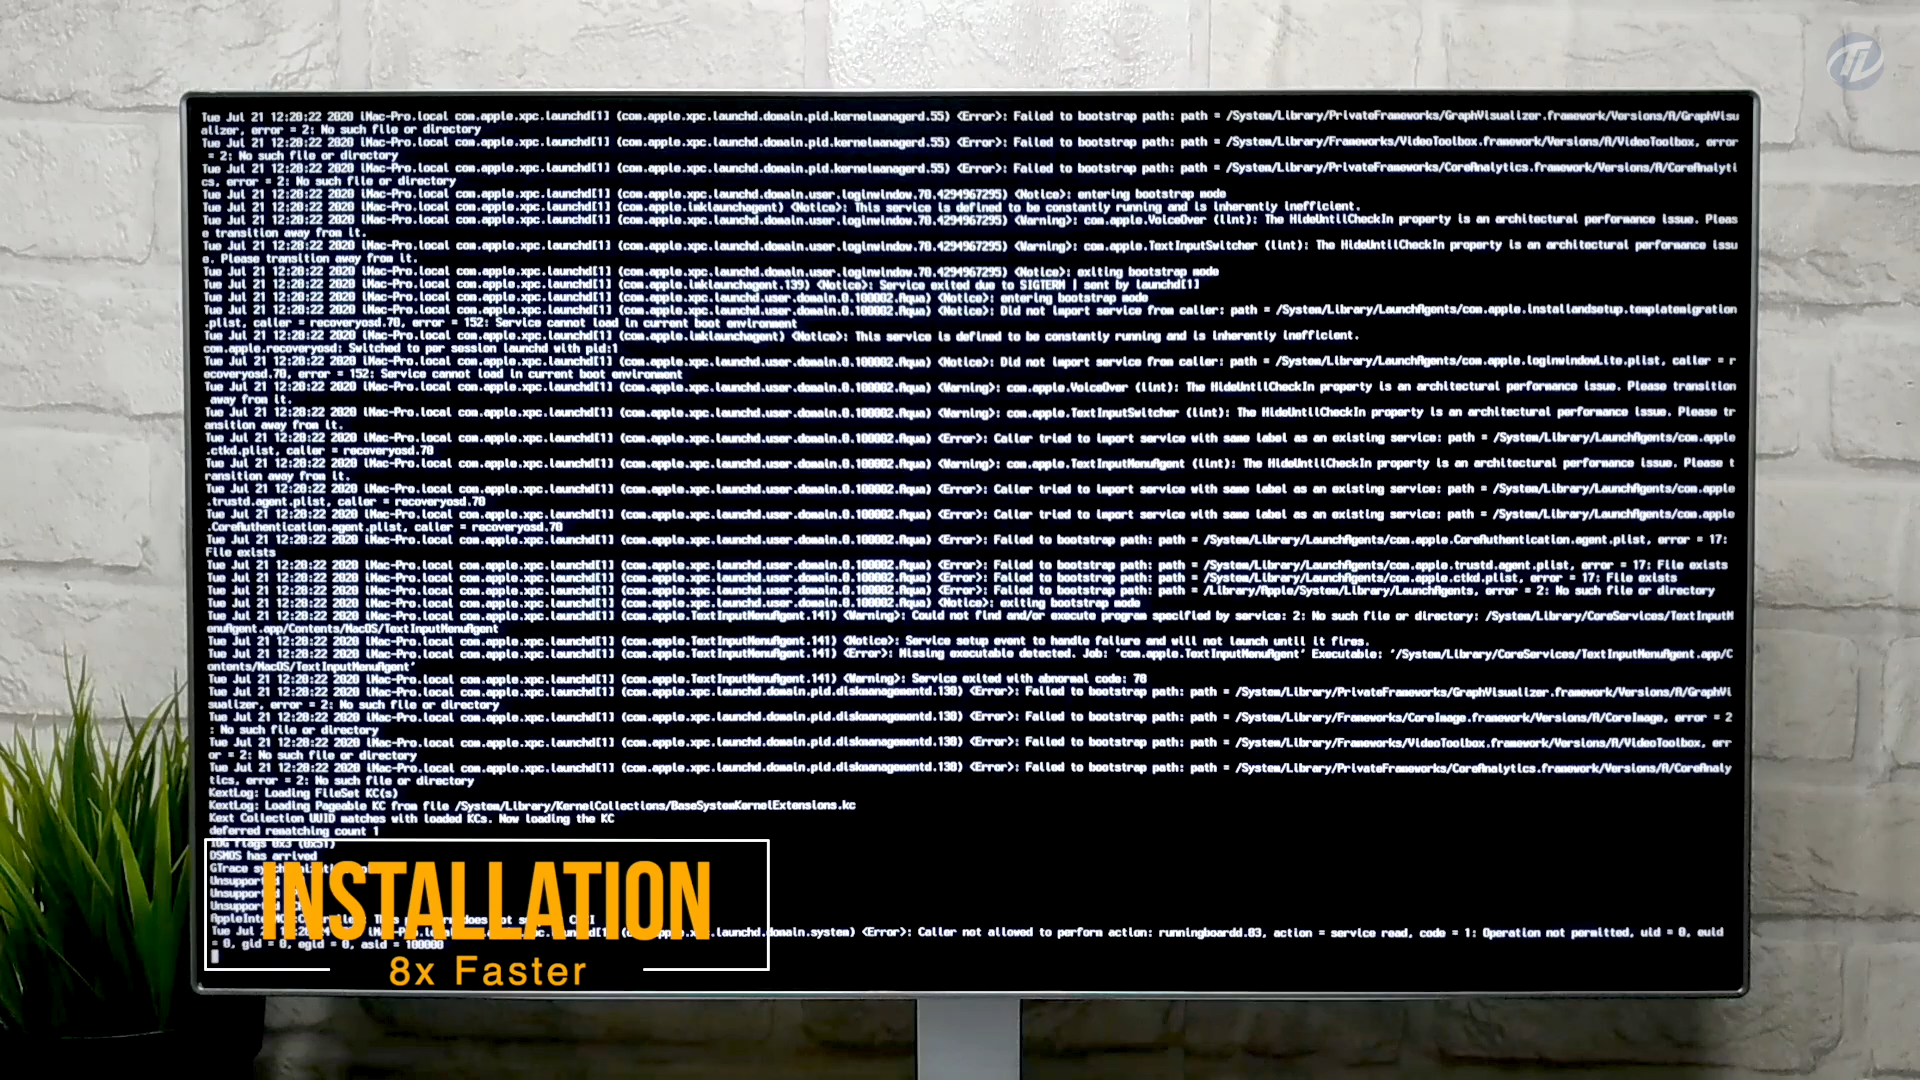 Tue Jul 21 12:28:22 2020 iMac-Pro.local com.apple.xpc.launchd[1] (com.apple.xpc.launchd.domain.pid.kernelmanagerd.55) <Error>: Failed to bootstrap path: path = /System/Library/PrivateFrameworks/GraphVisualizer.framework/Versions/A/GraphVisu
alizer, error = 2: No such file or directory
Tue Jul 21 12:28:22 2020 iMac-Pro.local com.apple.xpc.launchd[1] (com.apple.xpc.launchd.domain.pid.kernelmanagerd.55) <Error>: Failed to bootstrap path: path = /System/Library/Frameworks/VideoToolbox.framework/Versions/A/VideoToolbox, error
= 2: No such file or directory
Tue Jul 21 12:28:22 2020 iMac-Pro.local com.apple.xpc.launchd[1] (com.apple.xpc.launchd.domain.pid.kernelmanagerd.55) <Error>: Failed to bootstrap path: path = /System/Library/PrivateFrameworks/CoreAnalytics.framework/Versions/A/CoreAnalyti
cs, error = 2: No such file or directory
Tue Jul 21 12:28:22 2020 iMac-Pro.local com.apple.xpc.launchd[1] (com.apple.xpc.launchd.domain.user.loginwindow.70.4294967295) <Notice>: entering bootstrap mode
Tue Jul 21 12:28:22 2020 iMac-Pro.local com.apple.xpc.launchd[1] (com.apple.imklaunchagent) <Notice>: This service is defined to be constantly running and is inherently inefficient.
Tue Jul 21 12:28:22 2020 iMac-Pro.local com.apple.xpc.launchd[1] (com.apple.xpc.launchd.domain.user.loginwindow.70.4294967295) <Warning>: com.apple.VoiceOver (lint): The HideUntilCheckIn property is an architectural performance issue. Pleas
e transition away from it.
Tue Jul 21 12:28:22 2020 iMac-Pro.local com.apple.xpc.launchd[1] (com.apple.xpc.launchd.domain.user.loginwindow.70.4294967295) <Warning>: com.apple.TextInputSwitcher (lint): The HideUntilCheckIn property is an architectural performance issu
e. Please transition away from it.
Tue Jul 21 12:28:22 2020 iMac-Pro.local com.apple.xpc.launchd[1] (com.apple.xpc.launchd.domain.user.loginwindow.70.4294967295) <Notice>: exiting bootstrap mode
Tue Jul 21 12:28:22 2020 iMac-Pro.local com.apple.xpc.launchd[1] (com.apple.imklaunchagent.139) <Notice>: Service exited due to SIGTERM | sent by launchd[1]
Tue Jul 21 12:28:22 2020 iMac-Pro.local com.apple.xpc.launchd[1] (com.apple.xpc.launchd.user.domain.0.100002.Aqua) <Notice>: entering bootstrap mode
Tue Jul 21 12:28:22 2020 iMac-Pro.local com.apple.xpc.launchd[1] (com.apple.xpc.launchd.user.domain.0.100002.Aqua) <Notice>: Did not import service from caller: path = /System/Library/LaunchAgents/com.apple.installandsetup.templatemigration
.plist, caller = recoveryosd.70, error = 152: Service cannot load in current boot environment
Tue Jul 21 12:28:22 2020 iMac-Pro.local com.apple.xpc.launchd[1] (com.apple.imklaunchagent) <Notice>: This service is defined to be constantly running and is inherently inefficient.
com.apple.recoveryosd: Switched to per session launchd with pid:1
Tue Jul 21 12:28:22 2020 iMac-Pro.local com.apple.xpc.launchd[1] (com.apple.xpc.launchd.user.domain.0.100002.Aqua) <Notice>: Did not import service from caller: path = /System/Library/LaunchAgents/com.apple.loginwindowLite.plist, caller = r
ecoveryosd.70, error = 152: Service cannot load in current boot environment
Tue Jul 21 12:28:22 2020 iMac-Pro.local com.apple.xpc.launchd[1] (com.apple.xpc.launchd.user.domain.0.100002.Aqua) <Warning>: com.apple.VoiceOver (lint): The HideUntilCheckIn property is an architectural performance issue. Please transition
away from it.
Tue Jul 21 12:28:22 2020 iMac-Pro.local com.apple.xpc.launchd[1] (com.apple.xpc.launchd.user.domain.0.100002.Aqua) <Warning>: com.apple.TextInputSwitcher (lint): The HideUntilCheckIn property is an architectural performance issue. Please tr
ansition away from it.
Tue Jul 21 12:28:22 2020 iMac-Pro.local com.apple.xpc.launchd[1] (com.apple.xpc.launchd.user.domain.0.100002.Aqua) <Error>: Caller tried to import service with same label as an existing service: path = /System/Library/LaunchAgents/com.apple
.ctkd.plist, caller = recoveryosd.70
Tue Jul 21 12:28:22 2020 iMac-Pro.local com.apple.xpc.launchd[1] (com.apple.xpc.launchd.user.domain.0.100002.Aqua) <Warning>: com.apple.TextInputMenuAgent (lint): The HideUntilCheckIn property is an architectural performance issue. Please t
ransition away from it.
Tue Jul 21 12:28:22 2020 iMac-Pro.local com.apple.xpc.launchd[1] (com.apple.xpc.launchd.user.domain.0.100002.Aqua) <Error>: Caller tried to import service with same label as an existing service: path = /System/Library/LaunchAgents/com.apple
.trustd.agent.plist, caller = recoveryosd.70
Tue Jul 21 12:28:22 2020 iMac-Pro.local com.apple.xpc.launchd[1] (com.apple.xpc.launchd.user.domain.0.100002.Aqua) <Error>: Caller tried to import service with same label as an existing service: path = /System/Library/LaunchAgents/com.apple
.CoreAuthentication.agent.plist, caller = recoveryosd.70
Tue Jul 21 12:28:22 2020 iMac-Pro.local com.apple.xpc.launchd[1] (com.apple.xpc.launchd.user.domain.0.100002.Aqua) <Error>: Failed to bootstrap path: path = /System/Library/LaunchAgents/com.apple.CoreAuthentication.agent.plist, error = 17:
File exists
Tue Jul 21 12:28:22 2020 iMac-Pro.local com.apple.xpc.launchd[1] (com.apple.xpc.launchd.user.domain.0.100002.Aqua) <Error>: Failed to bootstrap path: path = /System/Library/LaunchAgents/com.apple.trustd.agent.plist, error = 17: File exists
Tue Jul 21 12:28:22 2020 iMac-Pro.local com.apple.xpc.launchd[1] (com.apple.xpc.launchd.user.domain.0.100002.Aqua) <Error>: Failed to bootstrap path: path = /System/Library/LaunchAgents/com.apple.ctkd.plist, error = 17: File exists
Tue Jul 21 12:28:22 2020 iMac-Pro.local com.apple.xpc.launchd[1] (com.apple.xpc.launchd.user.domain.0.100002.Aqua) <Error>: Failed to bootstrap path: path = /Library/Apple/System/Library/LaunchAgents, error = 2: No such file or directory
Tue Jul 21 12:28:22 2020 iMac-Pro.local com.apple.xpc.launchd[1] (com.apple.xpc.launchd.user.domain.0.100002.Aqua) <Notice>: exiting bootstrap mode
Tue Jul 21 12:28:22 2020 iMac-Pro.local com.apple.xpc.launchd[1] (com.apple.TextInputMenuAgent.141) <Warning>: Could not find and/or execute program specified by service: 2: No such file or directory: /System/Library/CoreServices/TextInputM
enuAgent.app/Contents/MacOS/TextInputMenuAgent
Tue Jul 21 12:28:22 2020 iMac-Pro.local com.apple.xpc.launchd[1] (com.apple.TextInputMenuAgent.141) <Notice>: Service setup event to handle failure and will not launch until it fires.
Tue Jul 21 12:28:22 2020 iMac-Pro.local com.apple.xpc.launchd[1] (com.apple.TextInputMenuAgent.141) <Error>: Missing executable detected. Job: 'com.apple.TextInputMenuAgent' Executable: '/System/Library/CoreServices/TextInputMenuAgent.app/C
ontents/MacOS/TextInputMenuAgent'
Tue Jul 21 12:28:22 2020 iMac-Pro.local com.apple.xpc.launchd[1] (com.apple.TextInputMenuAgent.141) <Warning>: Service exited with abnormal code: 78
Tue Jul 21 12:28:22 2020 iMac-Pro.local com.apple.xpc.launchd[1] (com.apple.xpc.launchd.domain.pid.diskmanagementd.138) <Error>: Failed to bootstrap path: path = /System/Library/PrivateFrameworks/GraphVisualizer.framework/Versions/A/GraphVi
sualizer, error = 2: No such file or directory
Tue Jul 21 12:28:22 2020 iMac-Pro.local com.apple.xpc.launchd[1] (com.apple.xpc.launchd.domain.pid.diskmanagementd.138) <Error>: Failed to bootstrap path: path = /System/Library/Frameworks/CoreImage.framework/Versions/A/CoreImage, error = 2
: No such file or directory
Tue Jul 21 12:28:22 2020 iMac-Pro.local com.apple.xpc.launchd[1] (com.apple.xpc.launchd.domain.pid.diskmanagementd.138) <Error>: Failed to bootstrap path: path = /System/Library/Frameworks/VideoToolbox.framework/Versions/A/VideoToolbox, err
or = 2: No such file or directory
Tue Jul 21 12:28:22 2020 iMac-Pro.local com.apple.xpc.launchd[1] (com.apple.xpc.launchd.domain.pid.diskmanagementd.138) <Error>: Failed to bootstrap path: path = /System/Library/PrivateFrameworks/CoreAnalytics.framework/Versions/A/CoreAnaly
tics, error = 2: No such file or directory
KextLog: Loading FileSet KC(s)
KextLog: Loading Pageable KC from file /System/Library/KernelCollections/BaseSystemKernelExtensions.kc
Kext Collection UUID matches with loaded KCs. Now loading the KC
deferred rematching count 1
IOG flags 0x3 (0x51)
DSMOS has arrived
GTrace
Tue Jul launchd.domain.system) <Error>: Caller not allowed to perform action: runningboardd.83, action = service read, code = 1: Operation not permitted, uid = 0, euid
= 0, gid = 0, egid = 0, asid = 100000
INSTALLATION
8x Faster